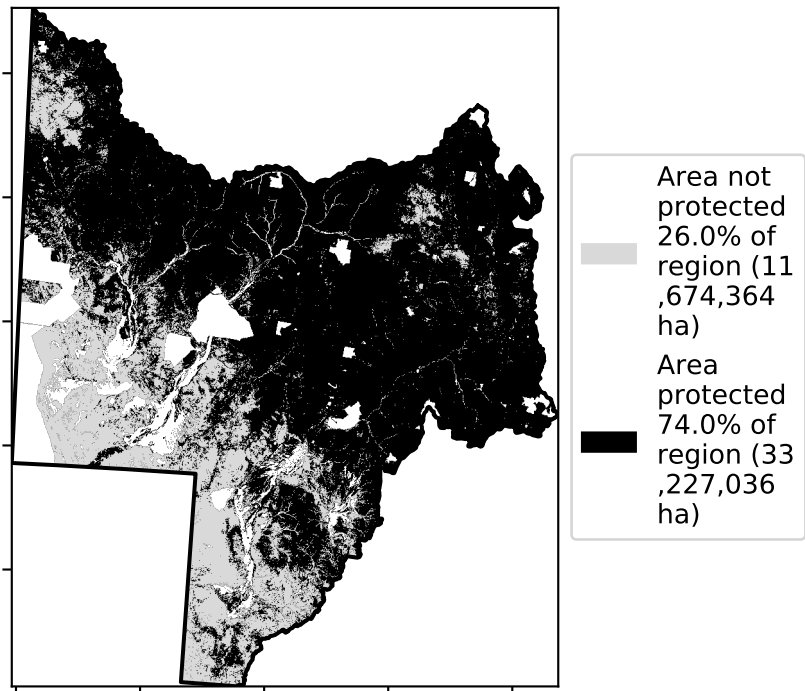 Area not
protected
26.0% of
region (11
,674,364
ha)
Area
protected
74.0% of
region (33
,227,036
ha)